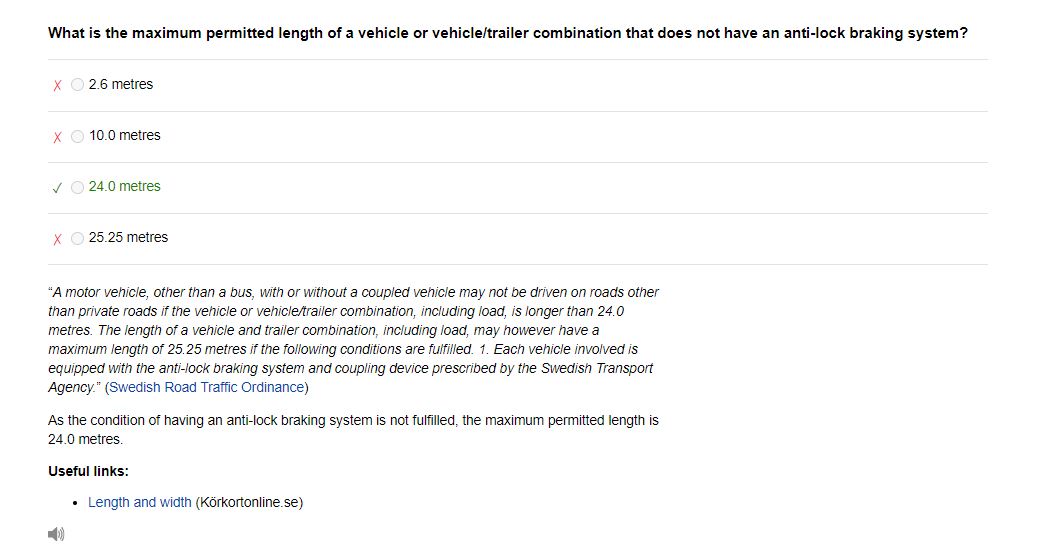 What is the maximum permitted length of a vehicle or vehicle/trailer combination that does not have an anti-lock braking system?
✗ 2.6 metres
✗ 10.0 metres
✓ 24.0 metres
✗ 25.25 metres
“A motor vehicle, other than a bus, with or without a coupled vehicle may not be driven on roads other
than private roads if the vehicle or vehicle/trailer combination, including load, is longer than 24.0
metres. The length of a vehicle and trailer combination, including load, may however have a
maximum length of 25.25 metres if the following conditions are fulfilled. 1. Each vehicle involved is
equipped with the anti-lock braking system and coupling device prescribed by the Swedish Transport
Agency.” (Swedish Road Traffic Ordinance)
As the condition of having an anti-lock braking system is not fulfilled, the maximum permitted length is
24.0 metres.
Useful links:
• Length and width (Körkortonline.se)